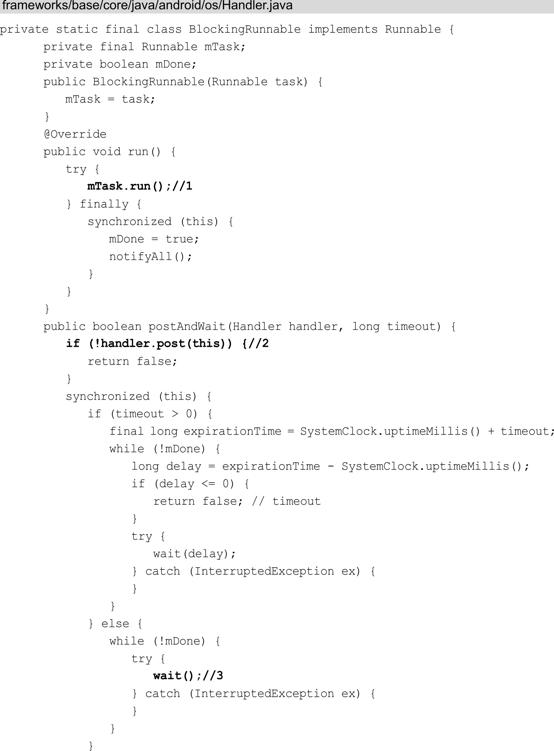 frameworks/base/core/java/android/os/Handler.java
private static final class BlockingRunnable implements Runnable {
private final Runnable mTask;
private boolean mDone;
public BlockingRunnable(Runnable task) {
mTask = task;
}
@Override
public void run() {
try {
mTask.run();//1
} finally {
synchronized (this) {
mDone = true;
notifyAll();
}
}
}
public boolean postAndWait(Handler handler, long timeout) {
if (!handler.post(this)) {//2
return false;
}
synchronized (this) {
if (timeout > 0) {
final long expirationTime = SystemClock.uptimeMillis() + timeout;
while (!mDone) {
long delay = expirationTime - SystemClock.uptimeMillis();
if (delay <= 0) {
return false; // timeout
}
try {
wait(delay);
} catch (InterruptedException ex) {
}
}
} else {
while (!mDone) {
try {
wait();//3
} catch (InterruptedException ex) {
}
}
}